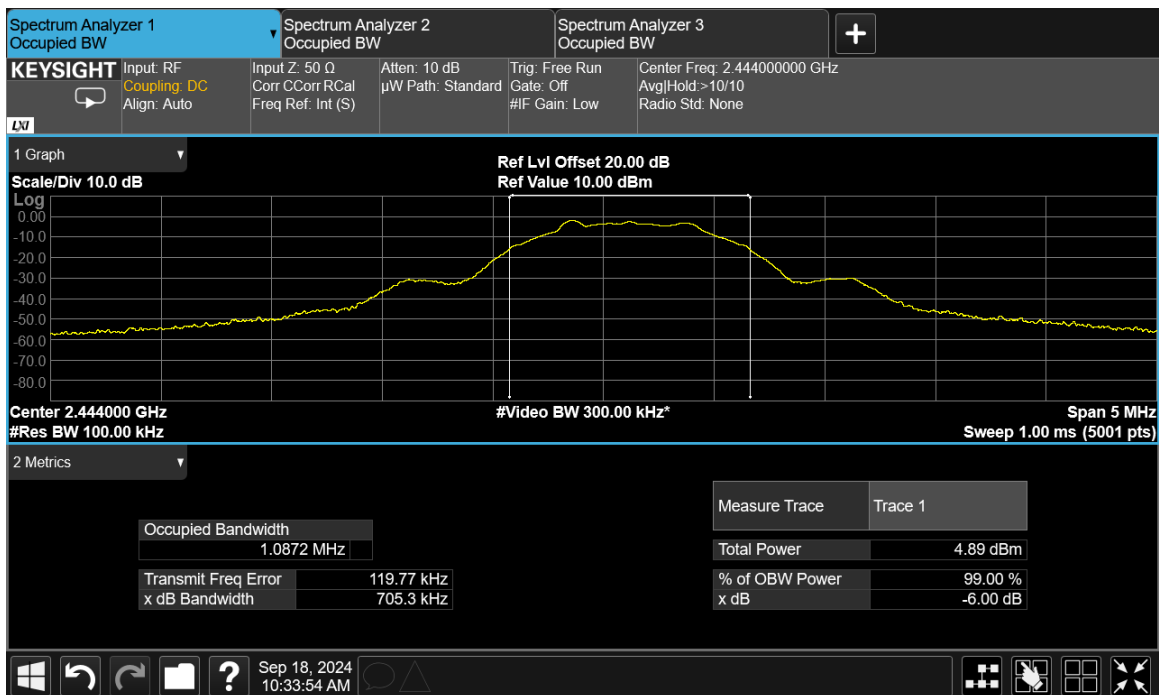 Spectrum Analyzer 1
Occupied BW
Spectrum Analyzer 2
Occupied BW
Spectrum Analyzer 3
Occupied BW
KEYSIGHT
LXI
Input: RF
Coupling: DC
Align: Auto
Input Z: 50 Ω
Corr CCorr RCal
Freq Ref: Int (S)
Atten: 10 dB
µW Path: Standard
Trig: Free Run
Gate: Off
#IF Gain: Low
Center Freq: 2.444000000 GHz
Avg|Hold:>10/10
Radio Std: None
1 Graph
Scale/Div 10.0 dB
Ref Lvl Offset 20.00 dB
Ref Value 10.00 dBm
Log
0.00
-10.0
-20.0
-30.0
-40.0
-50.0
-60.0
-70.0
-80.0
Center 2.444000 GHz
#Res BW 100.00 kHz
#Video BW 300.00 kHz*
Span 5 MHz
Sweep 1.00 ms (5001 pts)
2 Metrics
Occupied Bandwidth
1.0872 MHz
Transmit Freq Error 119.77 kHz
x dB Bandwidth 705.3 kHz
Measure Trace Trace 1
Total Power 4.89 dBm
% of OBW Power 99.00 %
x dB -6.00 dB
?
Sep 18, 2024
10:33:54 AM